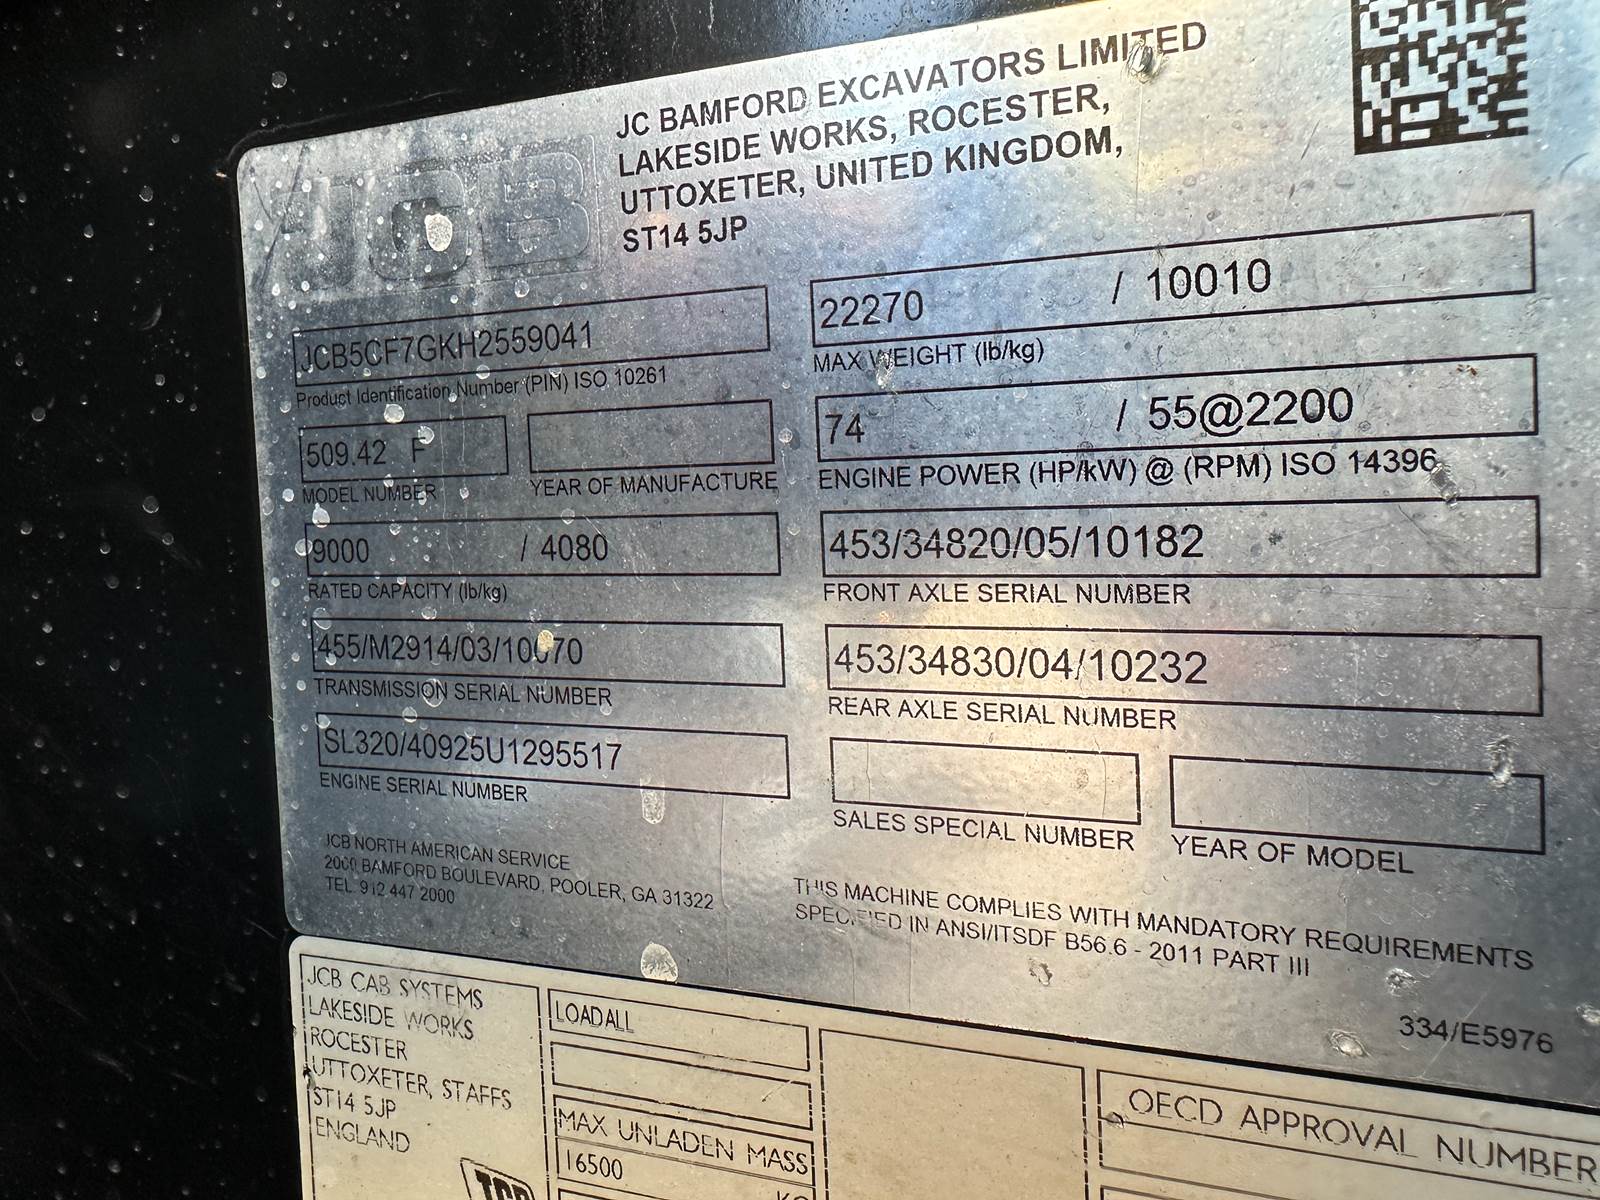 JCB
JC BAMFORD EXCAVATORS LIMITED
LAKESIDE WORKS, ROCESTER,
UTTOXETER, UNITED KINGDOM,
ST14 5JP
JCB5CF7GKH2559041
Product Identification Number (PIN) ISO 10261
509.42 F
MODEL NUMBER
YEAR OF MANUFACTURE
9000 / 4080
RATED CAPACITY (lb/kg)
455/M2914/03/10070
TRANSMISSION SERIAL NUMBER
SL320/40925U1295517
ENGINE SERIAL NUMBER
22270 / 10010
MAX WEIGHT (lb/kg)
74 / 55@2200
ENGINE POWER (HP/kW) @ (RPM) ISO 14396
453/34820/05/10182
FRONT AXLE SERIAL NUMBER
453/34830/04/10232
REAR AXLE SERIAL NUMBER
SALES SPECIAL NUMBER
YEAR OF MODEL
JCB NORTH AMERICAN SERVICE
2000 BAMFORD BOULEVARD, POOLER, GA 31322
TEL. 912 447 2000
THIS MACHINE COMPLIES WITH MANDATORY REQUIREMENTS
SPECIFIED IN ANSI/ITSDF B56.6 - 2011 PART III
334/E5976
JCB CAB SYSTEMS
LAKESIDE WORKS
ROCESTER
UTTOXETER, STAFFS
ST14 5JP
ENGLAND
JCB
LOADALL
MAX UNLADEN MASS
16500
KG
OECD APPROVAL NUMBER